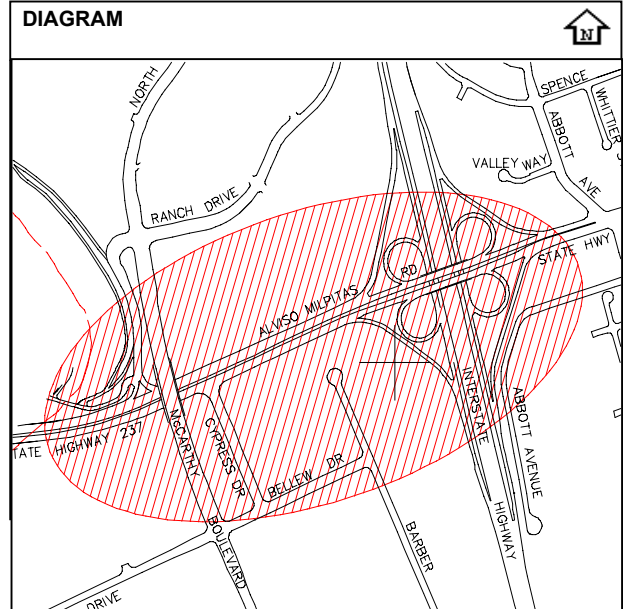 DIAGRAM
N
NORTH
SPENCE
WHITTIER
ABBOTT
AVE
VALLEY WAY
RANCH DRIVE
STATE HWY
ALVISO MILPITAS RD
INTERSTATE
HIGHWAY
ABBOTT AVENUE
TATE HIGHWAY 237
McCARTHY
BOULEVARD
CYPRESS DR
BELLEW DR
BARBER
DRIVE